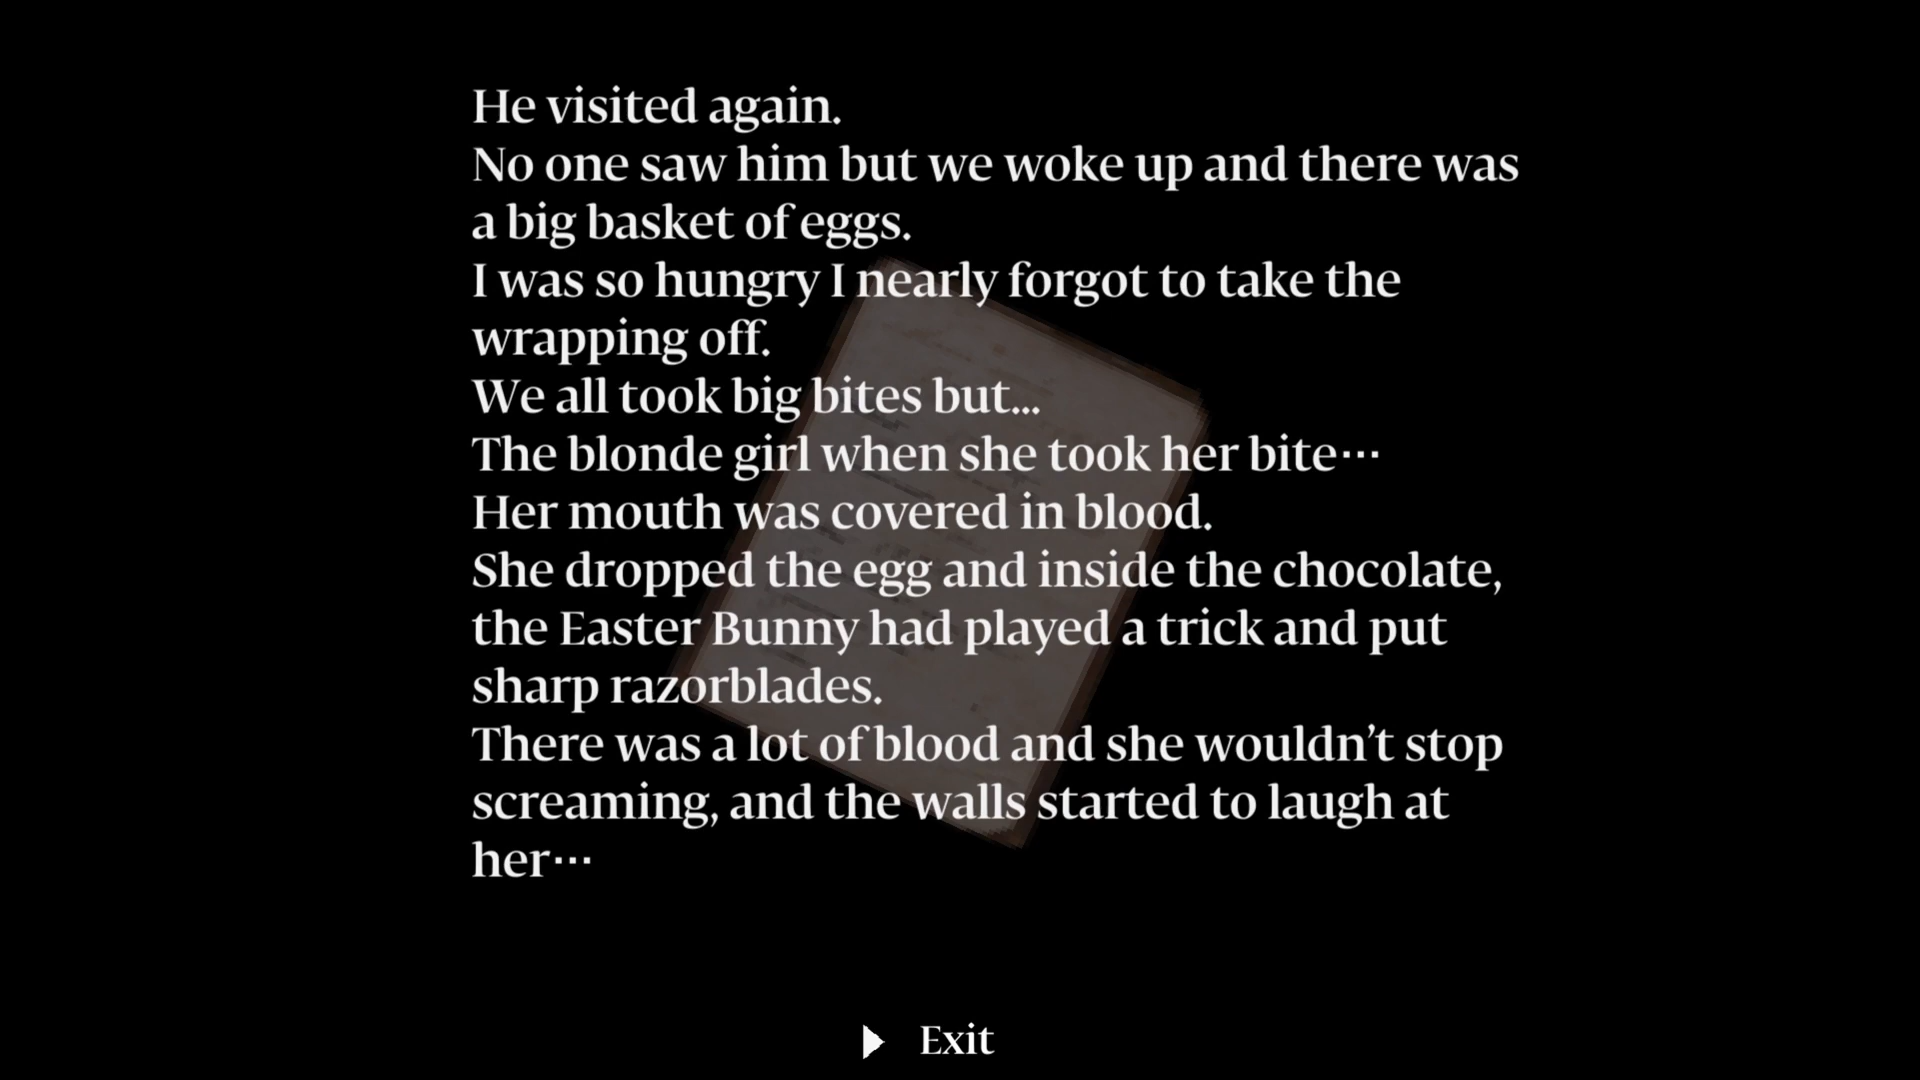 He visited again.
No one saw him but we woke up and there was
a big basket of eggs.
I was so hungry I nearly forgot to take the
wrapping off.
We all took big bites but...
The blonde girl when she took her bite⋯
Her mouth was covered in blood.
She dropped the egg and inside the chocolate,
the Easter Bunny had played a trick and put
sharp razorblades.
There was a lot of blood and she wouldn’t stop
screaming, and the walls started to laugh at
her⋯
Exit